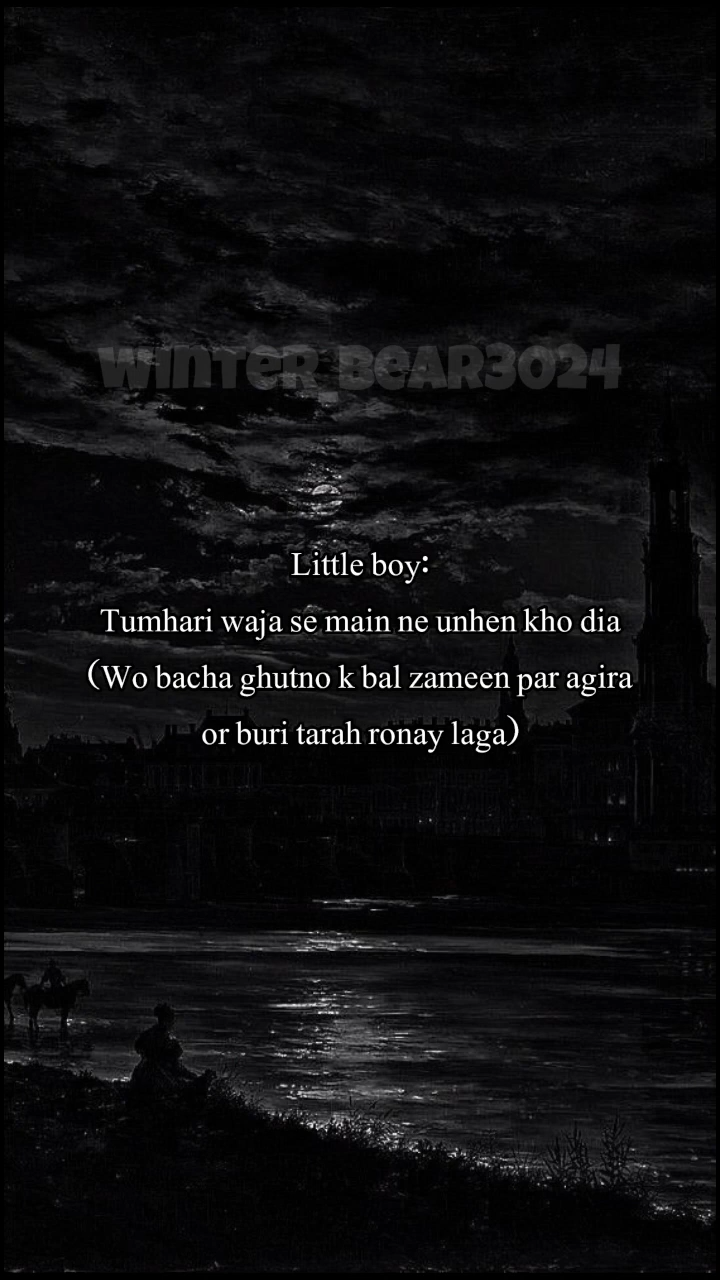 WINTER_BEAR3024
Little boy:
Tumhari waja se main ne unhen kho dia
(Wo bacha ghutno k bal zameen par agira
or buri tarah ronay laga)